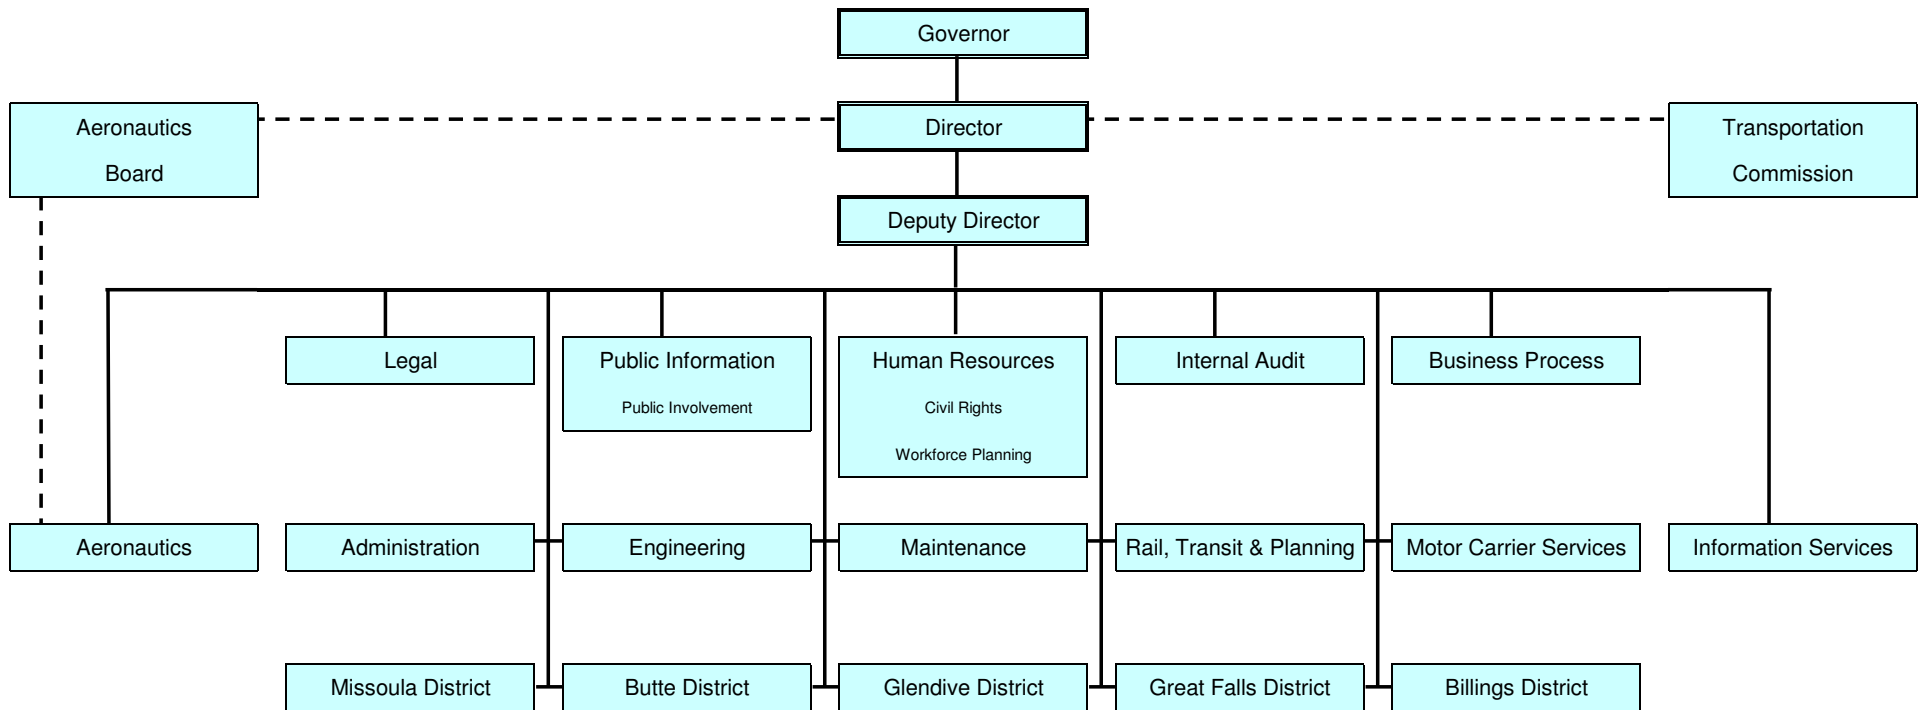 Governor
Aeronautics
Board
Director
Transportation
Commission
Deputy Director
Legal
Public Information
Public Involvement
Human Resources
Civil Rights
Workforce Planning
Internal Audit
Business Process
Aeronautics
Administration
Engineering
Maintenance
Rail, Transit & Planning
Motor Carrier Services
Information Services
Missoula District
Butte District
Glendive District
Great Falls District
Billings District